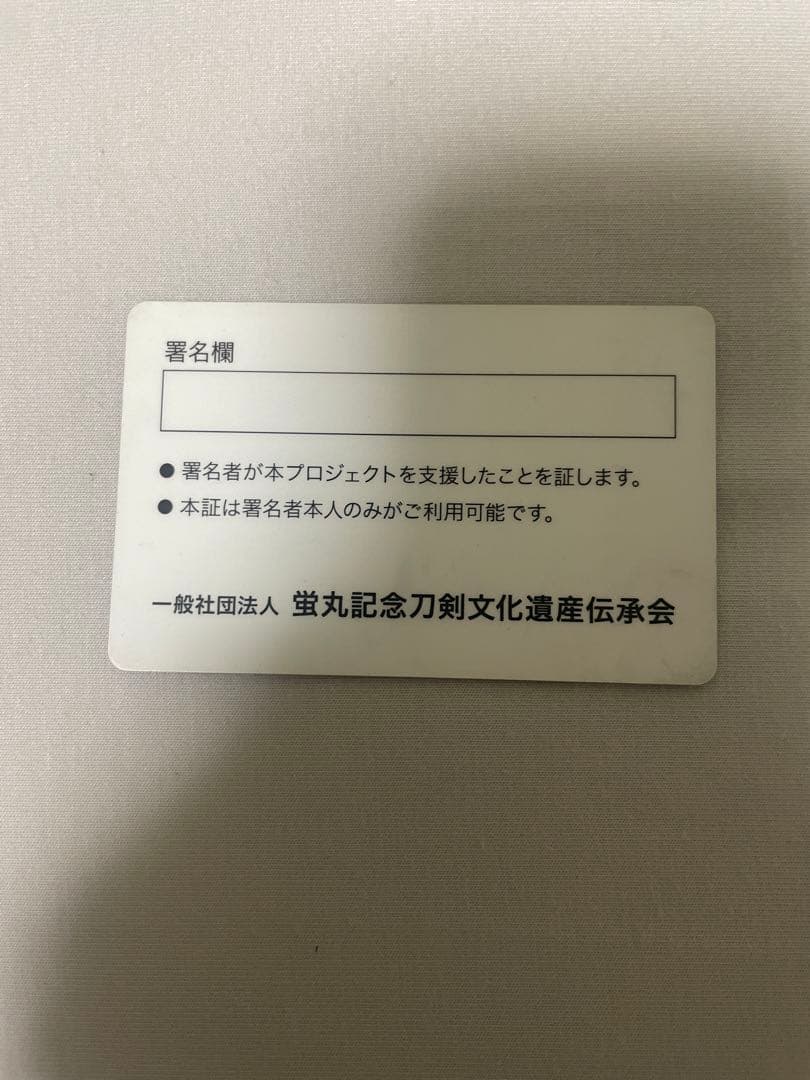 署名欄
● 署名者が本プロジェクトを支援したことを証します。
● 本証は署名者本人のみがご利用可能です。
一般社団法人 蛍丸記念刀剣文化遺産伝承会